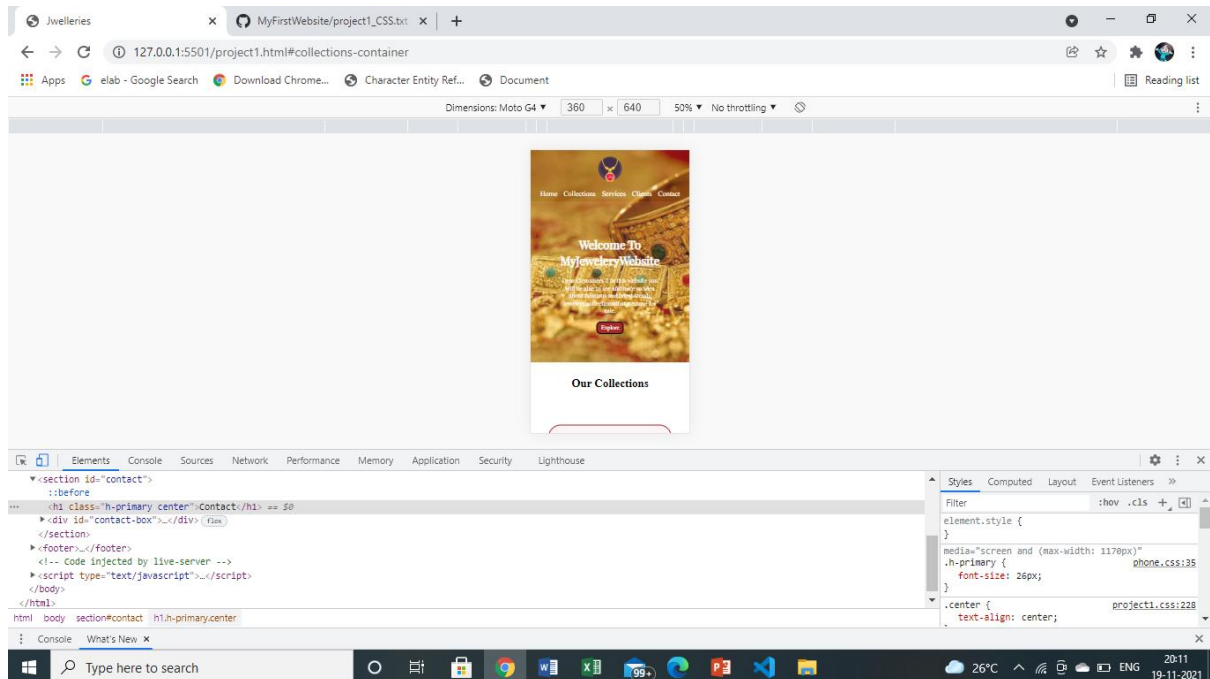 Jwelleries × MyFirstWebsite/project1_CSS.txt × +
127.0.0.1:5501/project1.html#collections-container
Apps elab - Google Search Download Chrome... Character Entity Ref... Document Reading list
Dimensions: Moto G4 ▼ 360 × 640 50% ▼ No throttling ▼
Home Collections Services Clients Contact
Welcome To
MyJeweleryWebsite
Explore
Our Collections
Elements Console Sources Network Performance Memory Application Security Lighthouse
▼<section id="contact">
::before
... <h1 class="h-primary center">Contact</h1> == $0
▶<div id="contact-box">…</div> flex
</section>
▶<footer>…</footer>
<!-- Code injected by live-server -->
▶<script type="text/javascript">…</script>
</body>
</html>
html body section#contact h1.h-primary.center
Styles Computed Layout Event Listeners »
Filter :hov .cls +
element.style {
}
media="screen and (max-width: 1170px)"
.h-primary { phone.css:35
font-size: 26px;
}
.center { project1.css:228
text-align: center;
Console What's New ×
Type here to search 99+ 26°C ENG 20:11
19-11-2021